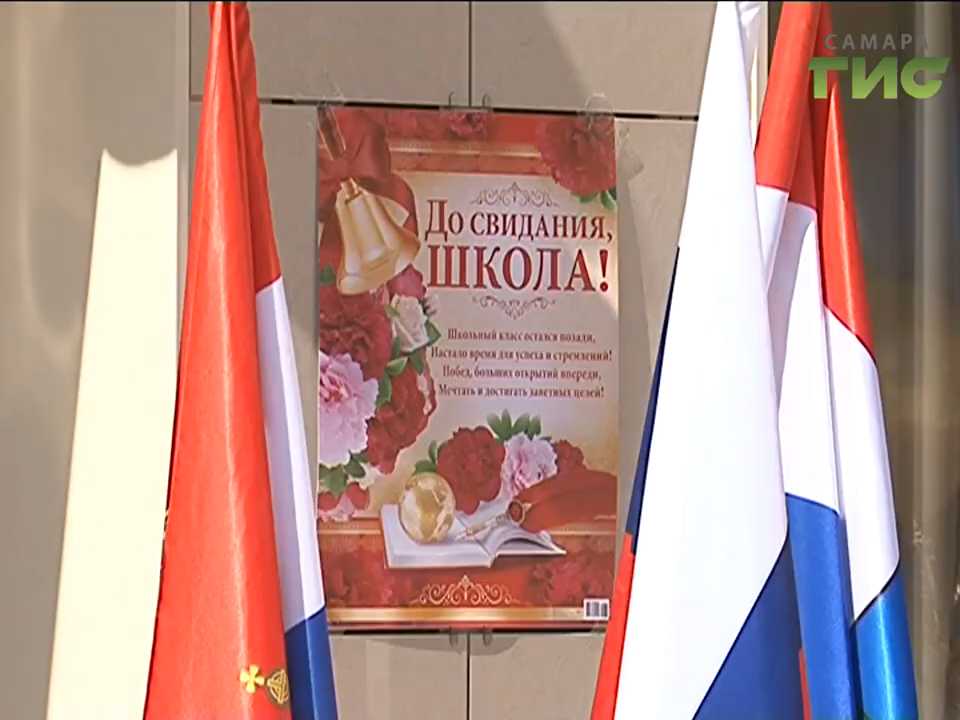 САМАРА
ГИС
До свидания,
школа!
Школьный класс остался позади,
Настало время для успеха и стремлений!
Побед, больших открытий впереди,
Мечтать и достигать заветных целей!